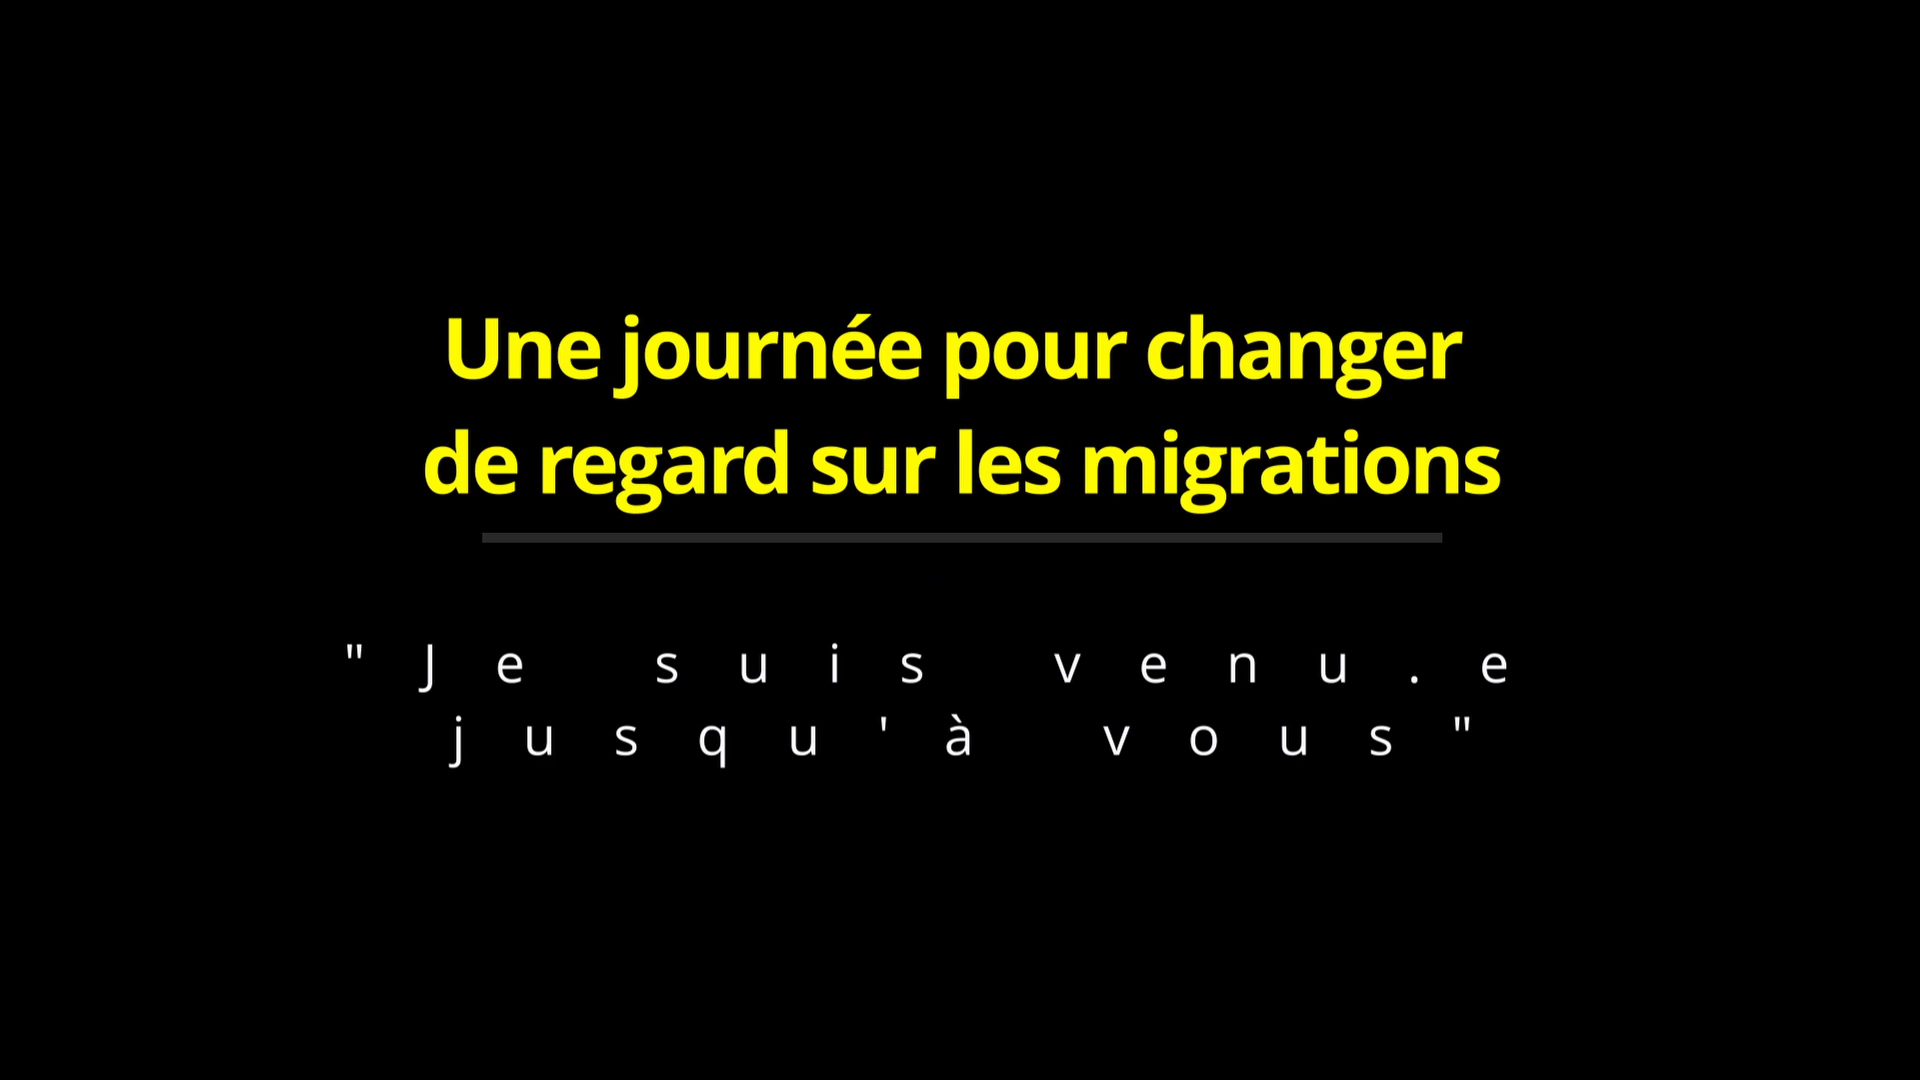 Une journée pour changer
de regard sur les migrations
"Je suis venu.e
jusqu'à vous"